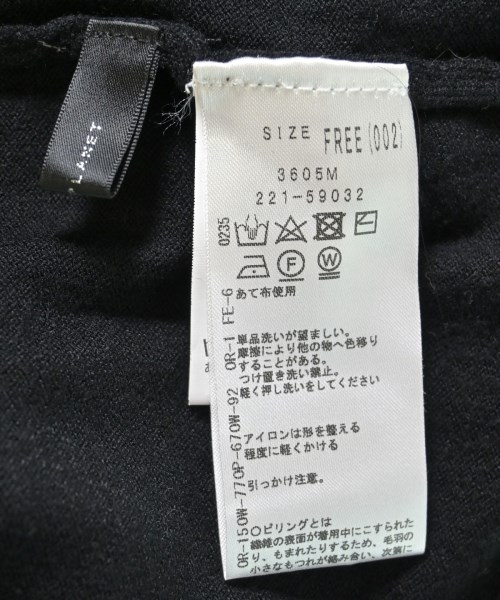 LANET
SIZE FREE(002)
3605M
221-59032
0235
F W
あて布使用
単品洗いが望ましい。
摩擦により他の物へ色移り
することがある。
つけ置き洗い禁止。
軽く押し洗いをしてください
アイロンは形を整える
程度に軽くかける
引っかけ注意。
○ピリングとは
繊維の表面が着用中にこすられた
り、もまれたりするため、毛羽の
小さなもつれが絡み合い、次第に
OR-150W-770P-670W-92 OR-1 FE-6